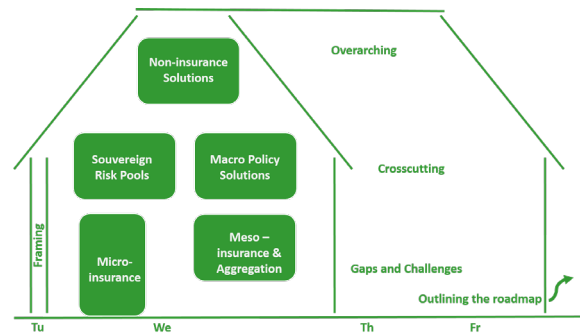 Non-insurance
Solutions
Overarching
Souvereign
Risk Pools
Macro Policy
Solutions
Crosscutting
Framing
Micro-
insurance
Meso –
insurance &
Aggregation
Gaps and Challenges
Outlining the roadmap
Tu
We
Th
Fr